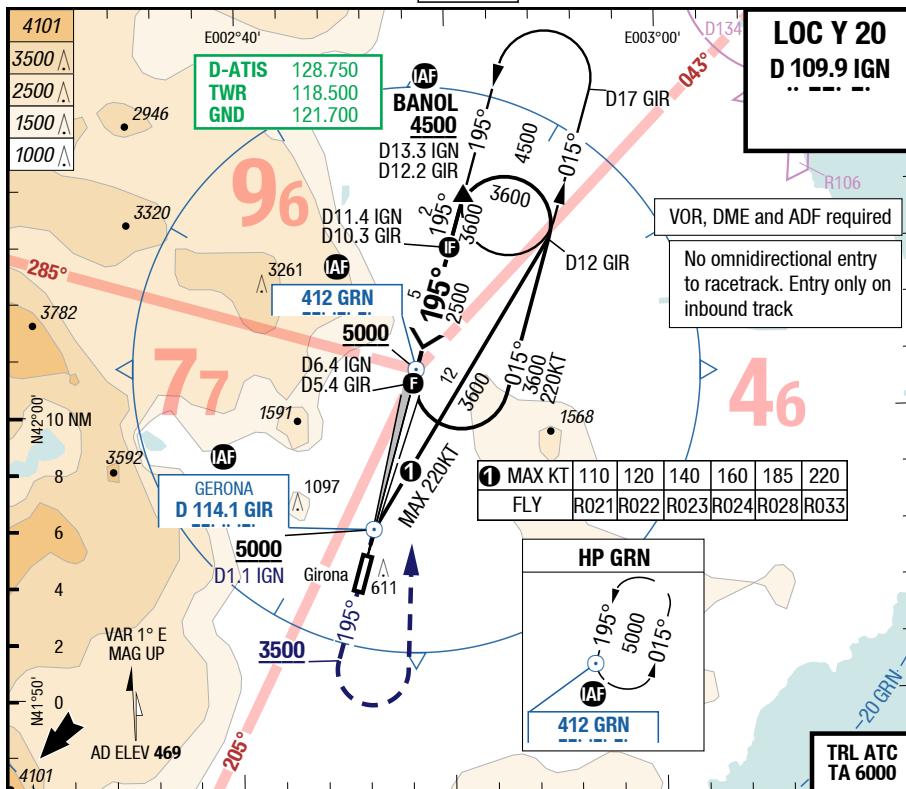 4101
3500
2500
1500
1000
E002°40'
E003°00'
D134
LOC Y 20
D 109.9 IGN
D-ATIS 128.750
TWR 118.500
GND 121.700
IAF
BANOL
4500
D13.3 IGN
D12.2 GIR
D17 GIR
043°
195°
4500
015°
R106
2946
3320
96
D11.4 IGN
D10.3 GIR
2
195°
3600
3600
IF
VOR, DME and ADF required
No omnidirectional entry
to racetrack. Entry only on
inbound track
D12 GIR
285°
3261
IAF
412 GRN
3782
5000
5
195°
2500
D6.4 IGN
D5.4 GIR
F
12
3600
015°
3600
220KT
77
46
1591
1568
N42°00'
10 NM
3592
IAF
GERONA
D 114.1 GIR
1097
1
MAX 220KT
1 MAX KT 110 120 140 160 185 220
FLY R021 R022 R023 R024 R028 R033
8
6
5000
D1.1 IGN
Girona
611
HP GRN
195°
5000
015°
IAF
412 GRN
4
195°
3500
2
VAR 1° E
MAG UP
N41°50'
0
AD ELEV 469
205°
20 GRN
4101
TRL ATC
TA 6000